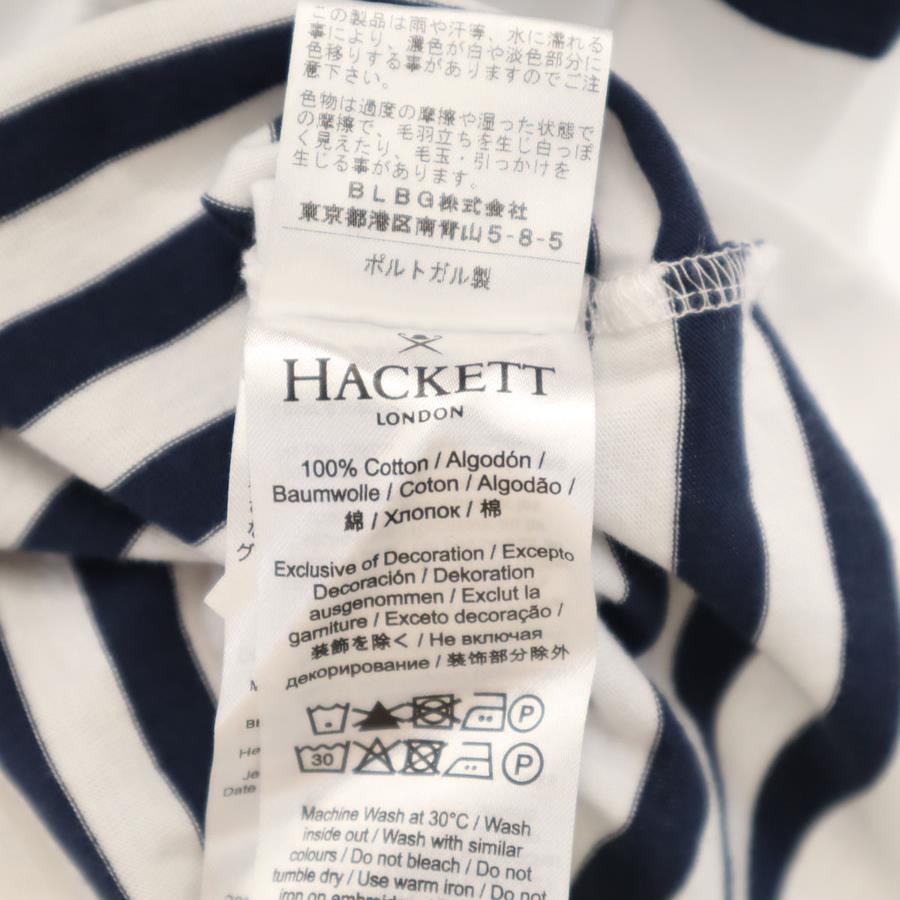 この製品は雨や汗等、水に濡れる
事により、濃色が白や淡色部分に
色移りする事がありますのでご注
意下さい。
色物は過度の摩擦や湿った状態で
の摩擦で、毛羽立ちを生じ白っぽ
く見えたり、毛玉・引っかけを
生じる事があります。
BLBG株式会社
東京都港区南青山5-8-5
ポルトガル製
HACKETT
LONDON
100% Cotton / Algodón /
Baumwolle / Coton / Algodão /
綿 / Хлопок / 棉
Exclusive of Decoration / Excepto
Decoración / Dekoration
ausgenommen / Exclut la
garniture / Exceto decoração /
装飾を除く / Не включая
декорирование / 装饰部分除外
P
30 P
Machine Wash at 30°C / Wash
inside out / Wash with similar
colours / Do not bleach / Do not
tumble dry / Use warm iron / Do not
iron on
Date